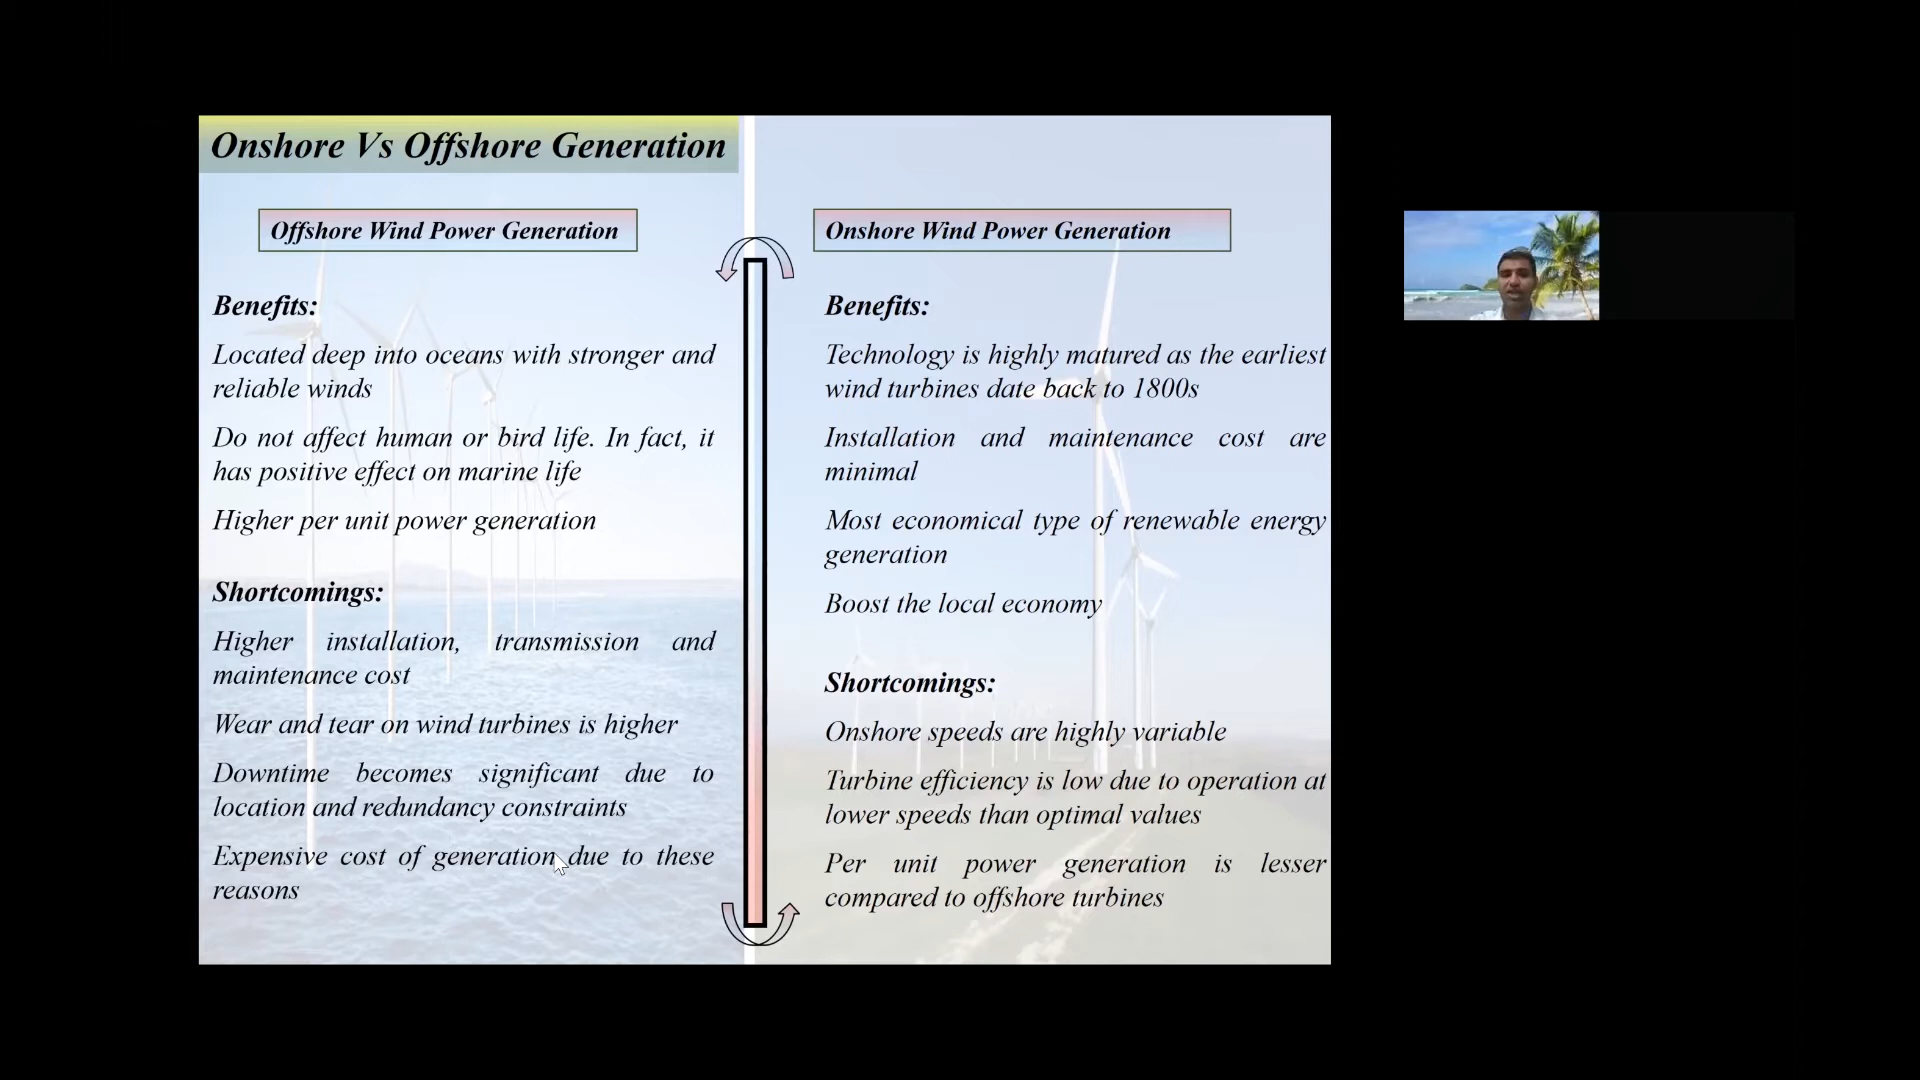 Onshore Vs Offshore Generation
Offshore Wind Power Generation
Benefits:
Located deep into oceans with stronger and
reliable winds
Do not affect human or bird life. In fact, it
has positive effect on marine life
Higher per unit power generation
Shortcomings:
Higher installation, transmission and
maintenance cost
Wear and tear on wind turbines is higher
Downtime becomes significant due to
location and redundancy constraints
Expensive cost of generation due to these
reasons
Onshore Wind Power Generation
Benefits:
Technology is highly matured as the earliest
wind turbines date back to 1800s
Installation and maintenance cost are
minimal
Most economical type of renewable energy
generation
Boost the local economy
Shortcomings:
Onshore speeds are highly variable
Turbine efficiency is low due to operation at
lower speeds than optimal values
Per unit power generation is lesser
compared to offshore turbines